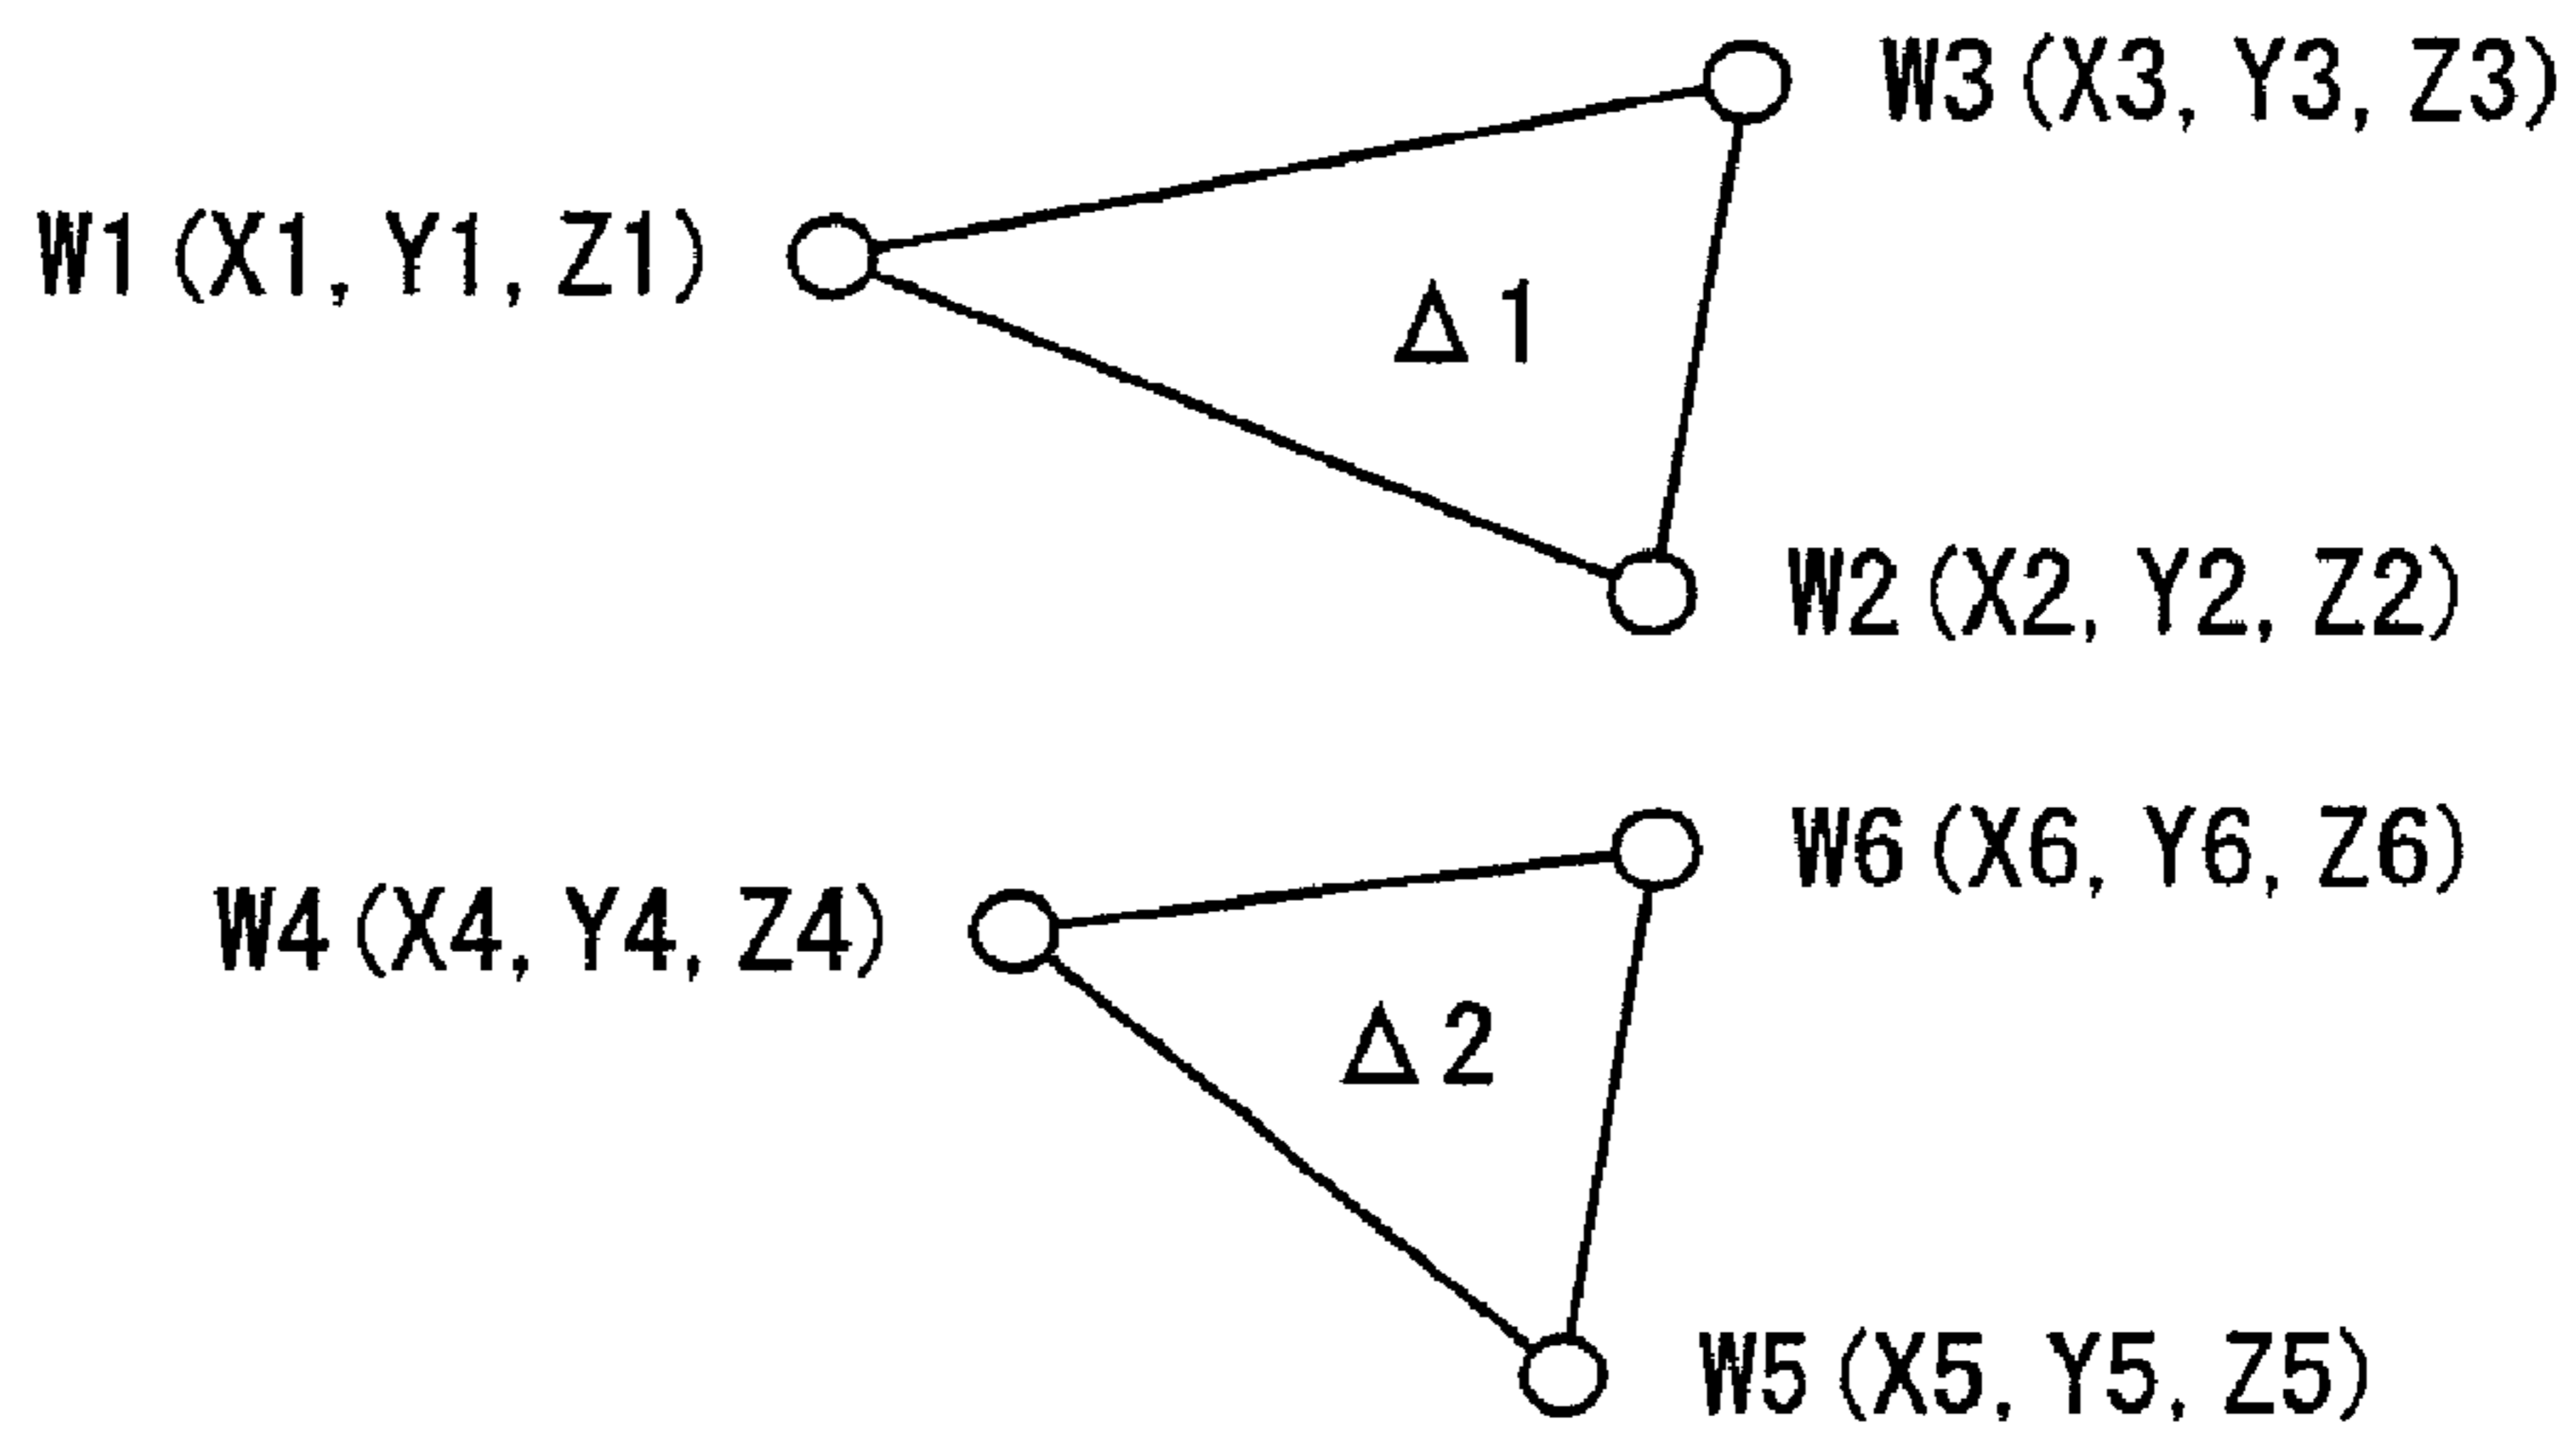 W3(X3, Y3, Z3)
W1(X1, Y1, Z1)
Δ1
W2(X2, Y2, Z2)
W6(X6, Y6, Z6)
W4(X4, Y4, Z4)
Δ2
W5(X5, Y5, Z5)